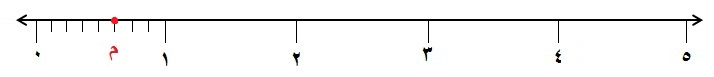 ٠ م ١ ٢ ٣ ٤ ٥